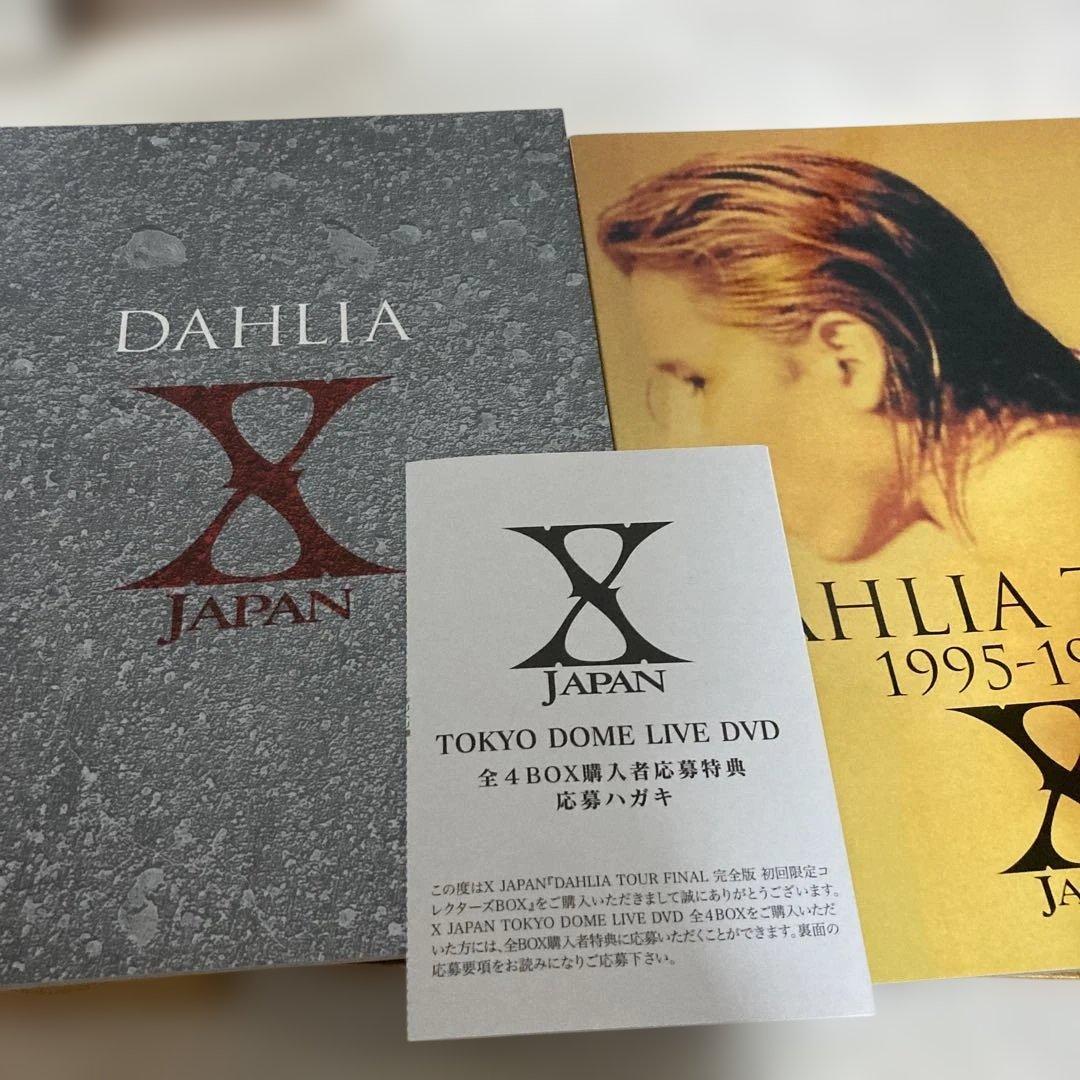 DAHLIA
X
JAPAN
AHLIA T
1995-19
X
JA
X
JAPAN
TOKYO DOME LIVE DVD
全4BOX購入者応募特典
応募ハガキ
この度はX JAPAN『DAHLIA TOUR FINAL 完全版 初回限定コ
レクターズBOX』をご購入いただきまして誠にありがとうございます。
X JAPAN TOKYO DOME LIVE DVD 全4BOXをご購入いただ
いた方には、全BOX購入者特典に応募いただくことができます。裏面の
応募要項をお読みになりご応募下さい。